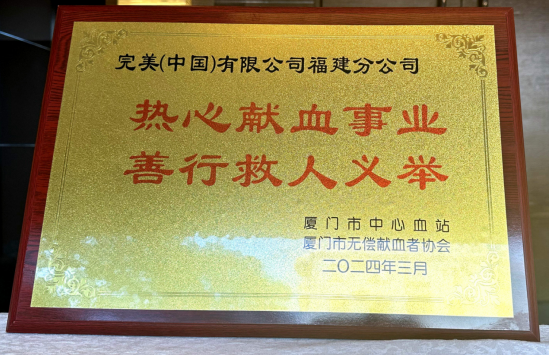 完美(中国)有限公司福建分公司
热心献血事业
善行救人义举
厦门市中心血站
厦门市无偿献血者协会
二〇二四年三月